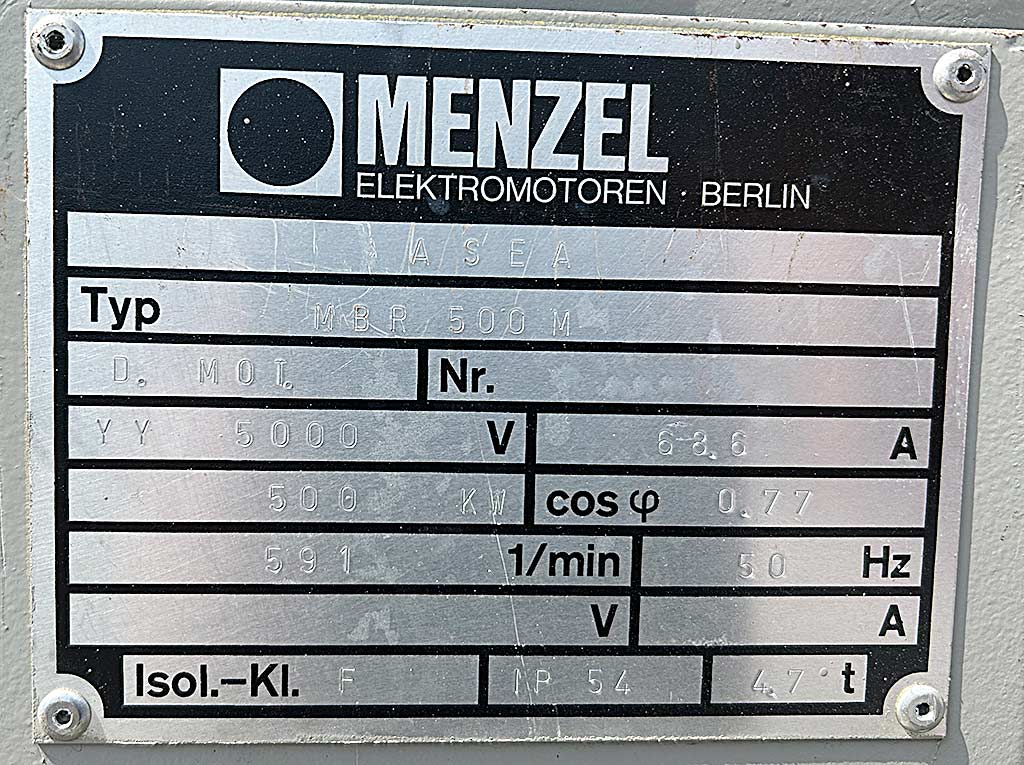 MENZEL
ELEKTROMOTOREN · BERLIN
ASEA
Typ MBR 500 M
D. MOT. Nr.
YY 5000 V 68.6 A
500 KW cos φ 0.77
591 1/min 50 Hz
V A
Isol.-Kl. F IP 54 4.7 t